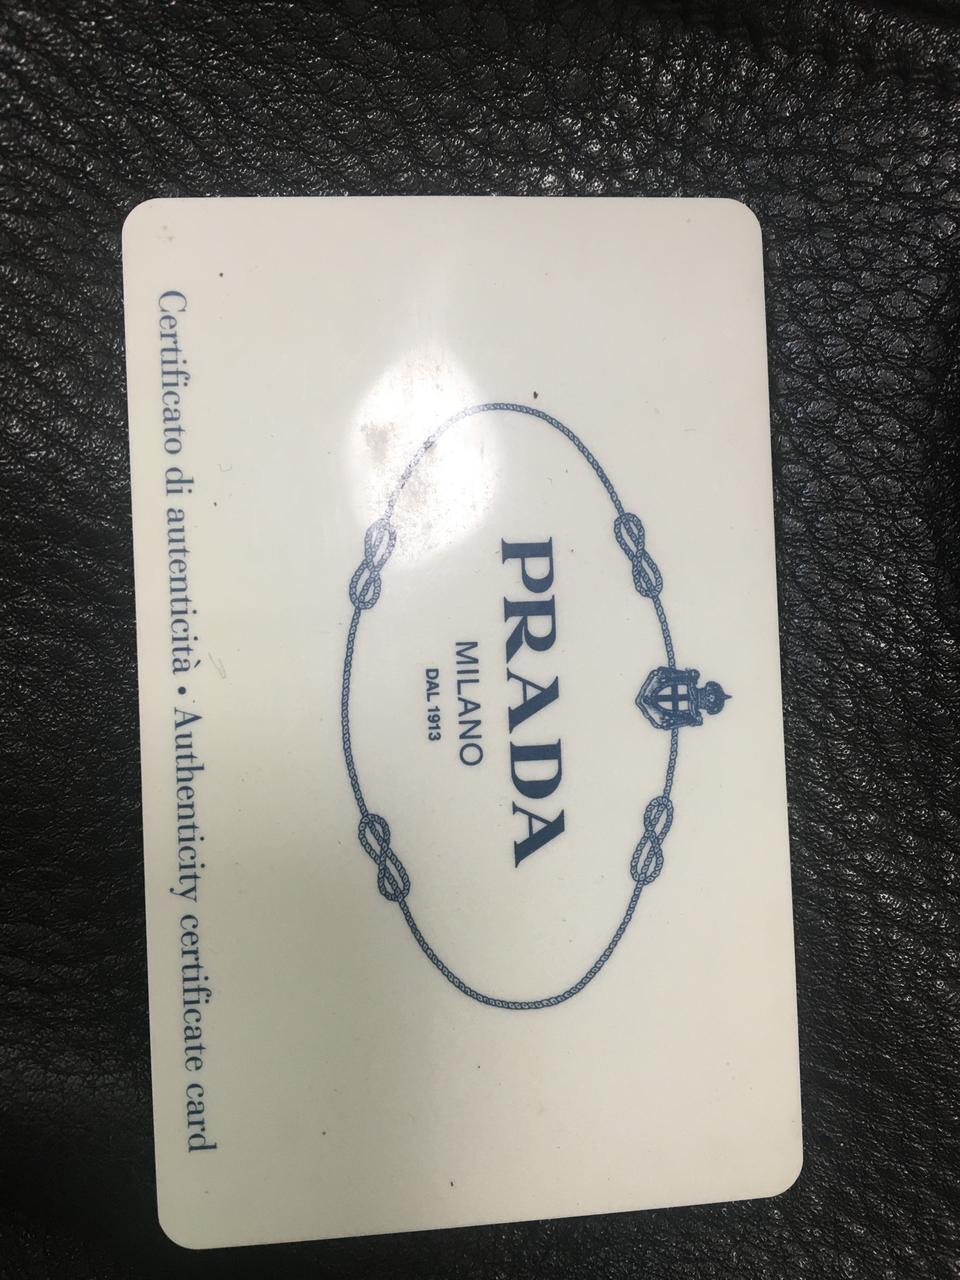 PRADA
MILANO
DAL 1913
Certificato di autenticità • Authenticity certificate card